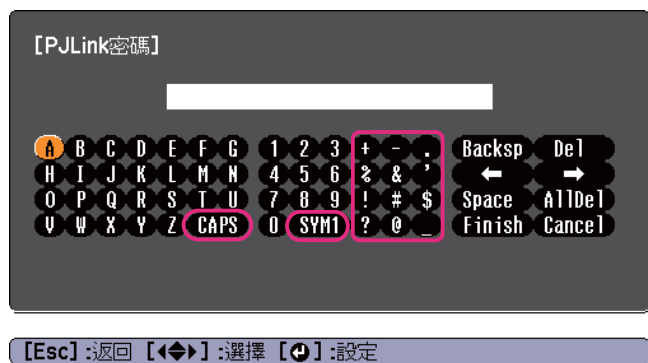 [PJLink密碼]
A B C D E F G 1 2 3 + - . Backsp Del
H I J K L M N 4 5 6 % & ' ← →
O P Q R S T U 7 8 9 ! # $ Space AllDel
V W X Y Z CAPS 0 SYM1 ? @ _ Finish Cancel
[Esc] :返回 [◀◆▶] :選擇 [↵] :設定